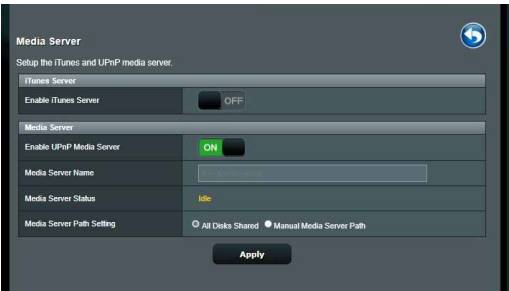 Media Server
Setup the iTunes and UPnP media server.
iTunes Server
Enable iTunes Server OFF
Media Server
Enable UPnP Media Server ON
Media Server Name
Media Server Status Idle
Media Server Path Setting All Disks Shared Manual Media Server Path
Apply